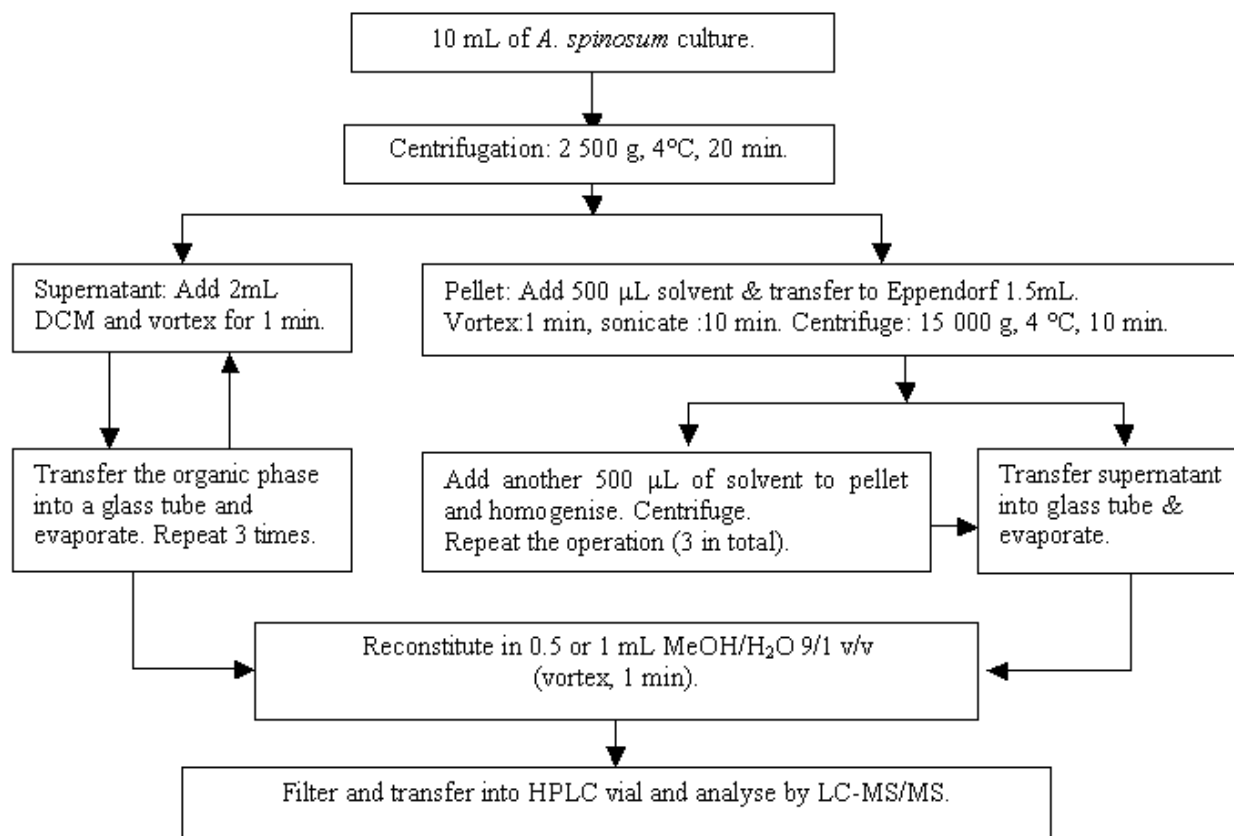 10 mL of A. spinosum culture.
Centrifugation: 2 500 g, 4°C, 20 min.
Supernatant: Add 2mL
DCM and vortex for 1 min.
Pellet: Add 500 µL solvent & transfer to Eppendorf 1.5mL.
Vortex:1 min, sonicate :10 min. Centrifuge: 15 000 g, 4 °C, 10 min.
Transfer the organic phase
into a glass tube and
evaporate. Repeat 3 times.
Add another 500 µL of solvent to pellet
and homogenise. Centrifuge.
Repeat the operation (3 in total).
Transfer supernatant
into glass tube &
evaporate.
Reconstitute in 0.5 or 1 mL MeOH/H₂O 9/1 v/v
(vortex, 1 min).
Filter and transfer into HPLC vial and analyse by LC-MS/MS.